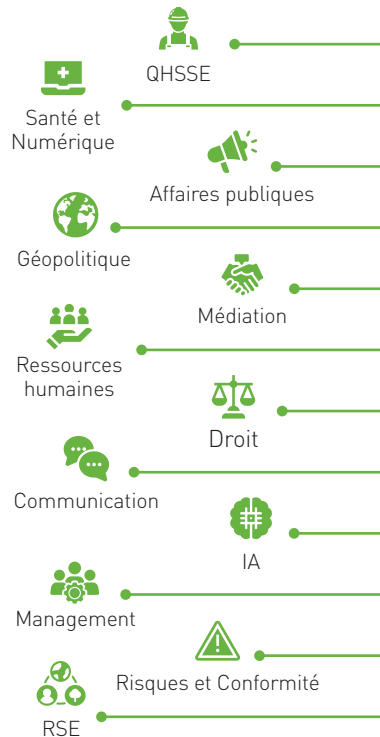 QHSSE
Santé et
Numérique
Affaires publiques
Géopolitique
Médiation
Ressources
humaines
Droit
Communication
IA
Management
Risques et Conformité
RSE